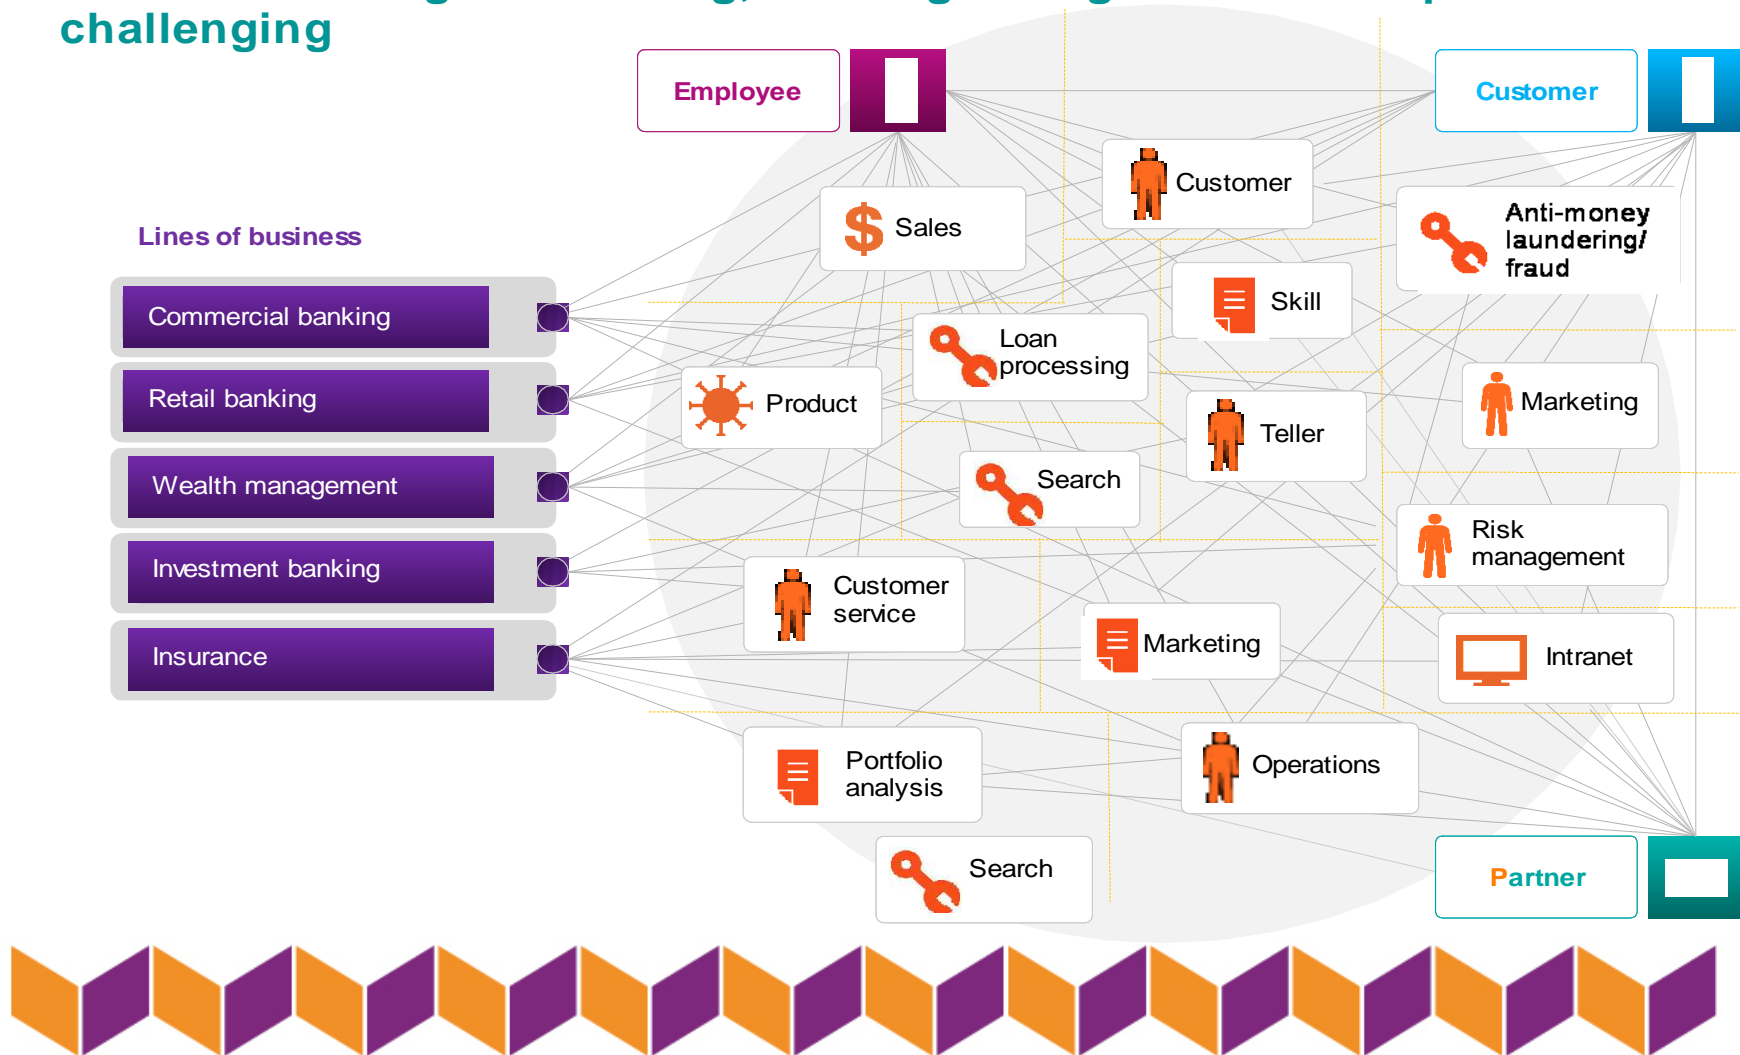 challenging
Employee
Customer
Customer
Sales
Anti-money
laundering/
fraud
Lines of business
Skill
Commercial banking
Loan
processing
Retail banking
Product
Marketing
Teller
Wealth management
Search
Risk
management
Investment banking
Customer
service
Insurance
Marketing
Intranet
Portfolio
analysis
Operations
Search
Partner